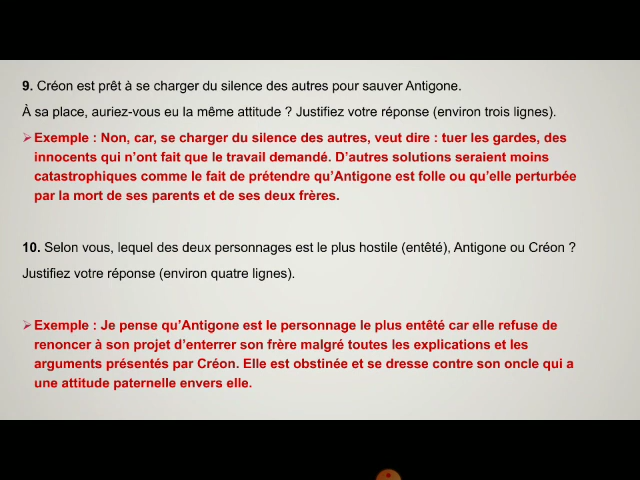 9. Créon est prêt à se charger du silence des autres pour sauver Antigone.
À sa place, auriez-vous eu la même attitude ? Justifiez votre réponse (environ trois lignes).
➢Exemple : Non, car, se charger du silence des autres, veut dire : tuer les gardes, des
innocents qui n’ont fait que le travail demandé. D’autres solutions seraient moins
catastrophiques comme le fait de prétendre qu’Antigone est folle ou qu’elle perturbée
par la mort de ses parents et de ses deux frères.
10. Selon vous, lequel des deux personnages est le plus hostile (entêté), Antigone ou Créon ?
Justifiez votre réponse (environ quatre lignes).
➢Exemple : Je pense qu’Antigone est le personnage le plus entêté car elle refuse de
renoncer à son projet d’enterrer son frère malgré toutes les explications et les
arguments présentés par Créon. Elle est obstinée et se dresse contre son oncle qui a
une attitude paternelle envers elle.